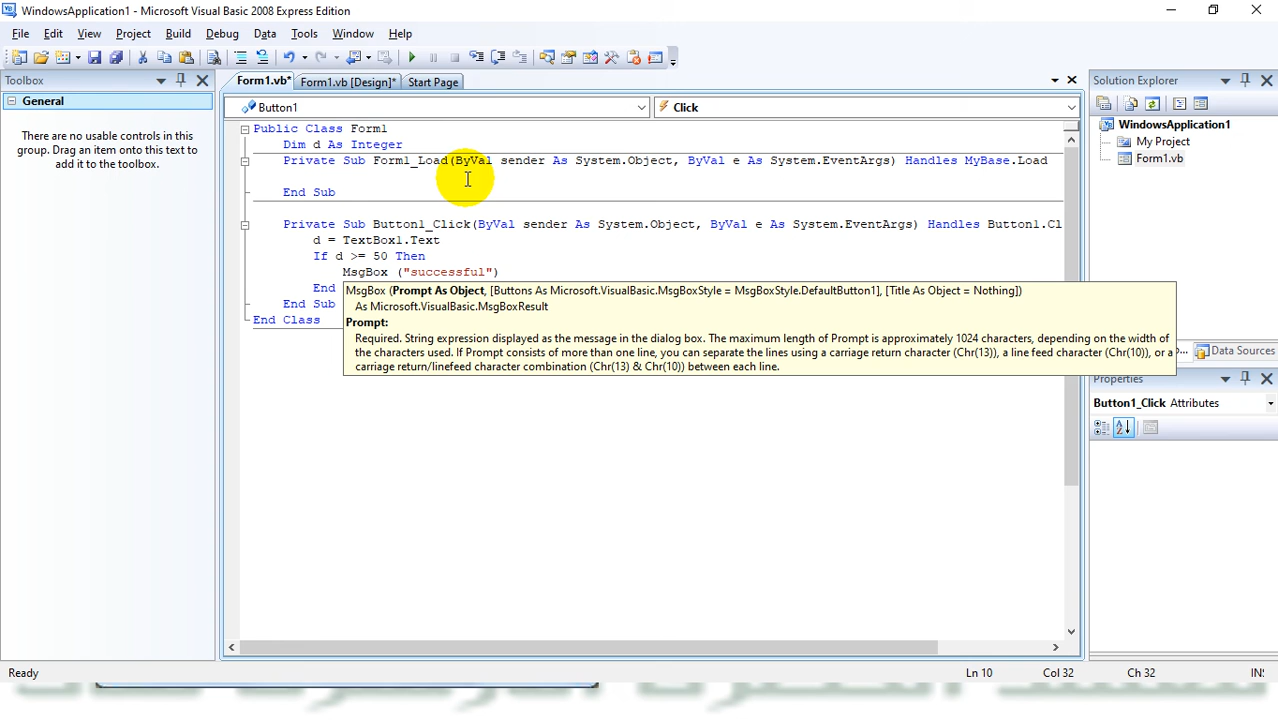 WindowsApplication1 - Microsoft Visual Basic 2008 Express Edition
File Edit View Project Build Debug Data Tools Window Help
Toolbox
General
There are no usable controls in this
group. Drag an item onto this text to
add it to the toolbox.
Form1.vb* Form1.vb [Design]* Start Page
Button1 Click
Public Class Form1
Dim d As Integer
Private Sub Form1_Load(ByVal sender As System.Object, ByVal e As System.EventArgs) Handles MyBase.Load
End Sub
Private Sub Button1_Click(ByVal sender As System.Object, ByVal e As System.EventArgs) Handles Button1.Cl
d = TextBox1.Text
If d >= 50 Then
MsgBox ("successful")
End
End Sub
End Class
MsgBox (Prompt As Object, [Buttons As Microsoft.VisualBasic.MsgBoxStyle = MsgBoxStyle.DefaultButton1], [Title As Object = Nothing])
As Microsoft.VisualBasic.MsgBoxResult
Prompt:
Required. String expression displayed as the message in the dialog box. The maximum length of Prompt is approximately 1024 characters, depending on the width of
the characters used. If Prompt consists of more than one line, you can separate the lines using a carriage return character (Chr(13)), a line feed character (Chr(10)), or a
carriage return/linefeed character combination (Chr(13) & Chr(10)) between each line.
Solution Explorer
WindowsApplication1
My Project
Form1.vb
Data Sources
Properties
Button1_Click Attributes
Ready Ln 10 Col 32 Ch 32 INS